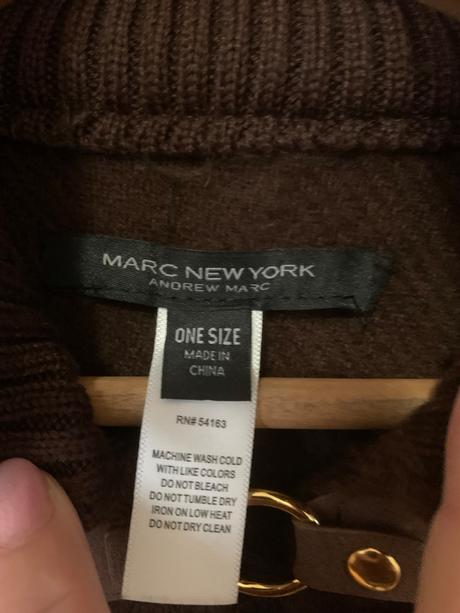 MARC NEW YORK
ANDREW MARC
ONE SIZE
MADE IN
CHINA
RN# 54163
MACHINE WASH COLD
WITH LIKE COLORS
DO NOT BLEACH
DO NOT TUMBLE DRY
IRON ON LOW HEAT
DO NOT DRY CLEAN